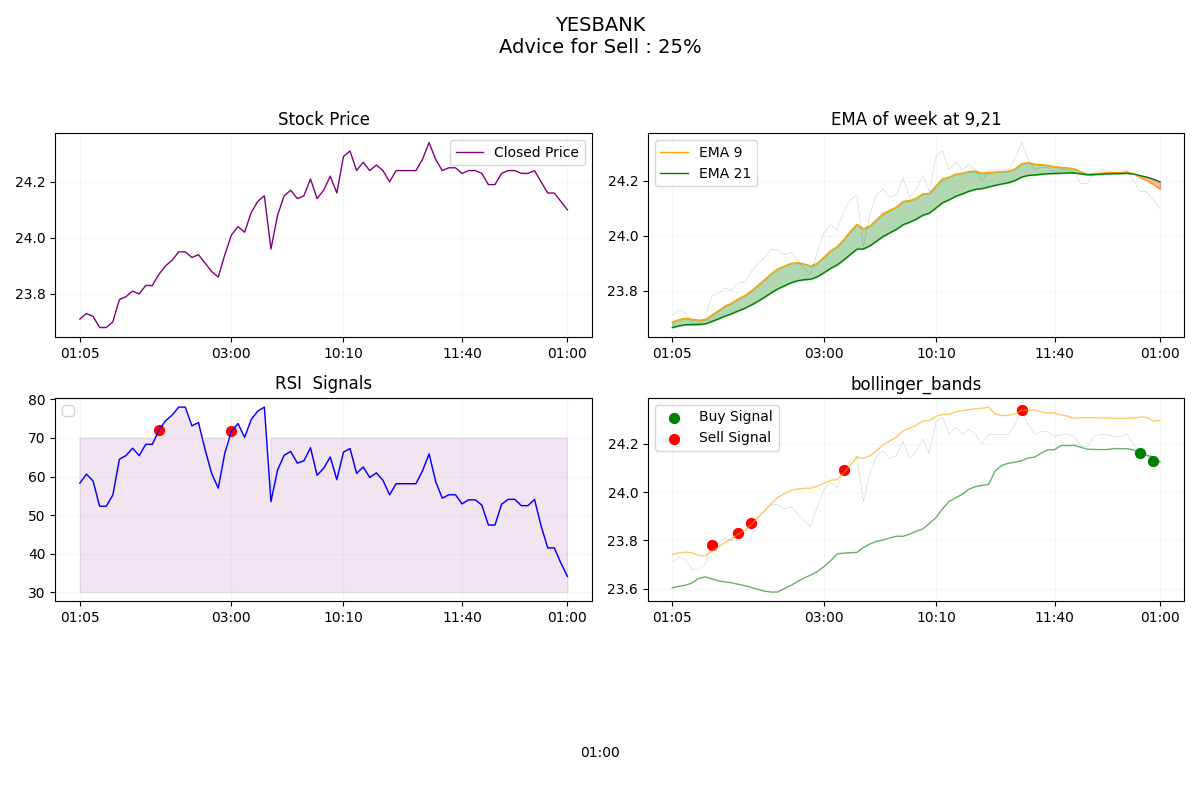 YESBANK
Advice for Sell : 25%
Stock Price
Closed Price
24.2
24.0
23.8
01:05 03:00 10:10 11:40 01:00
EMA of week at 9,21
EMA 9
EMA 21
24.2
24.0
23.8
01:05 03:00 10:10 11:40 01:00
RSI  Signals
80
70
60
50
40
30
01:05 03:00 10:10 11:40 01:00
bollinger_bands
Buy Signal
Sell Signal
24.2
24.0
23.8
23.6
01:05 03:00 10:10 11:40 01:00
01:00